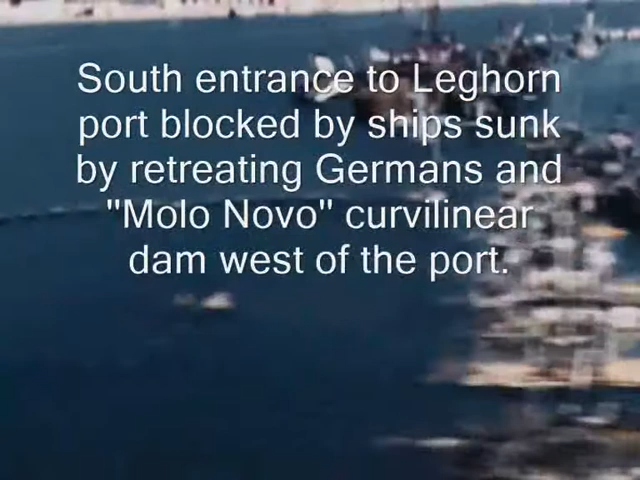 South entrance to Leghorn
port blocked by ships sunk
by retreating Germans and
"Molo Novo" curvilinear
dam west of the port.